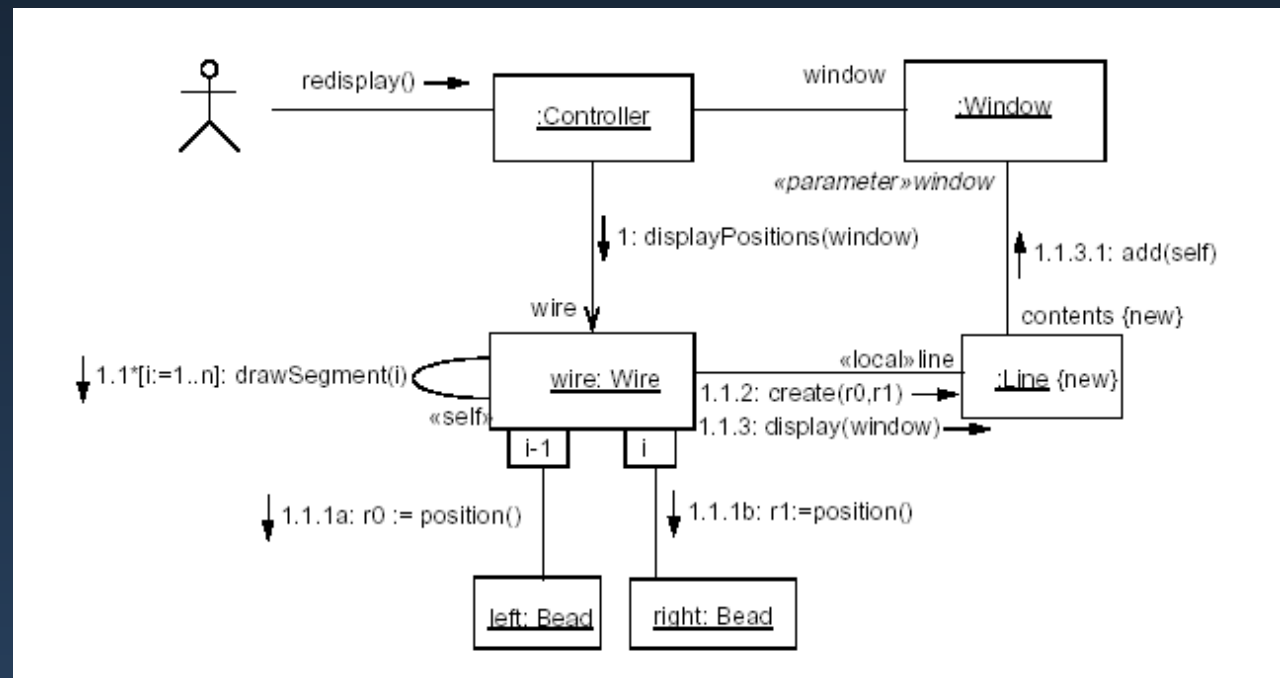 redisplay()
window
:Controller
:Window
«parameter»window
1: displayPositions(window)
1.1.3.1: add(self)
wire
contents {new}
1.1*[i:=1..n]: drawSegment(i)
wire: Wire
«local»line
:Line {new}
1.1.2: create(r0,r1)
«self»
1.1.3: display(window)
i-1
i
1.1.1a: r0 := position()
1.1.1b: r1:=position()
left: Bead
right: Bead